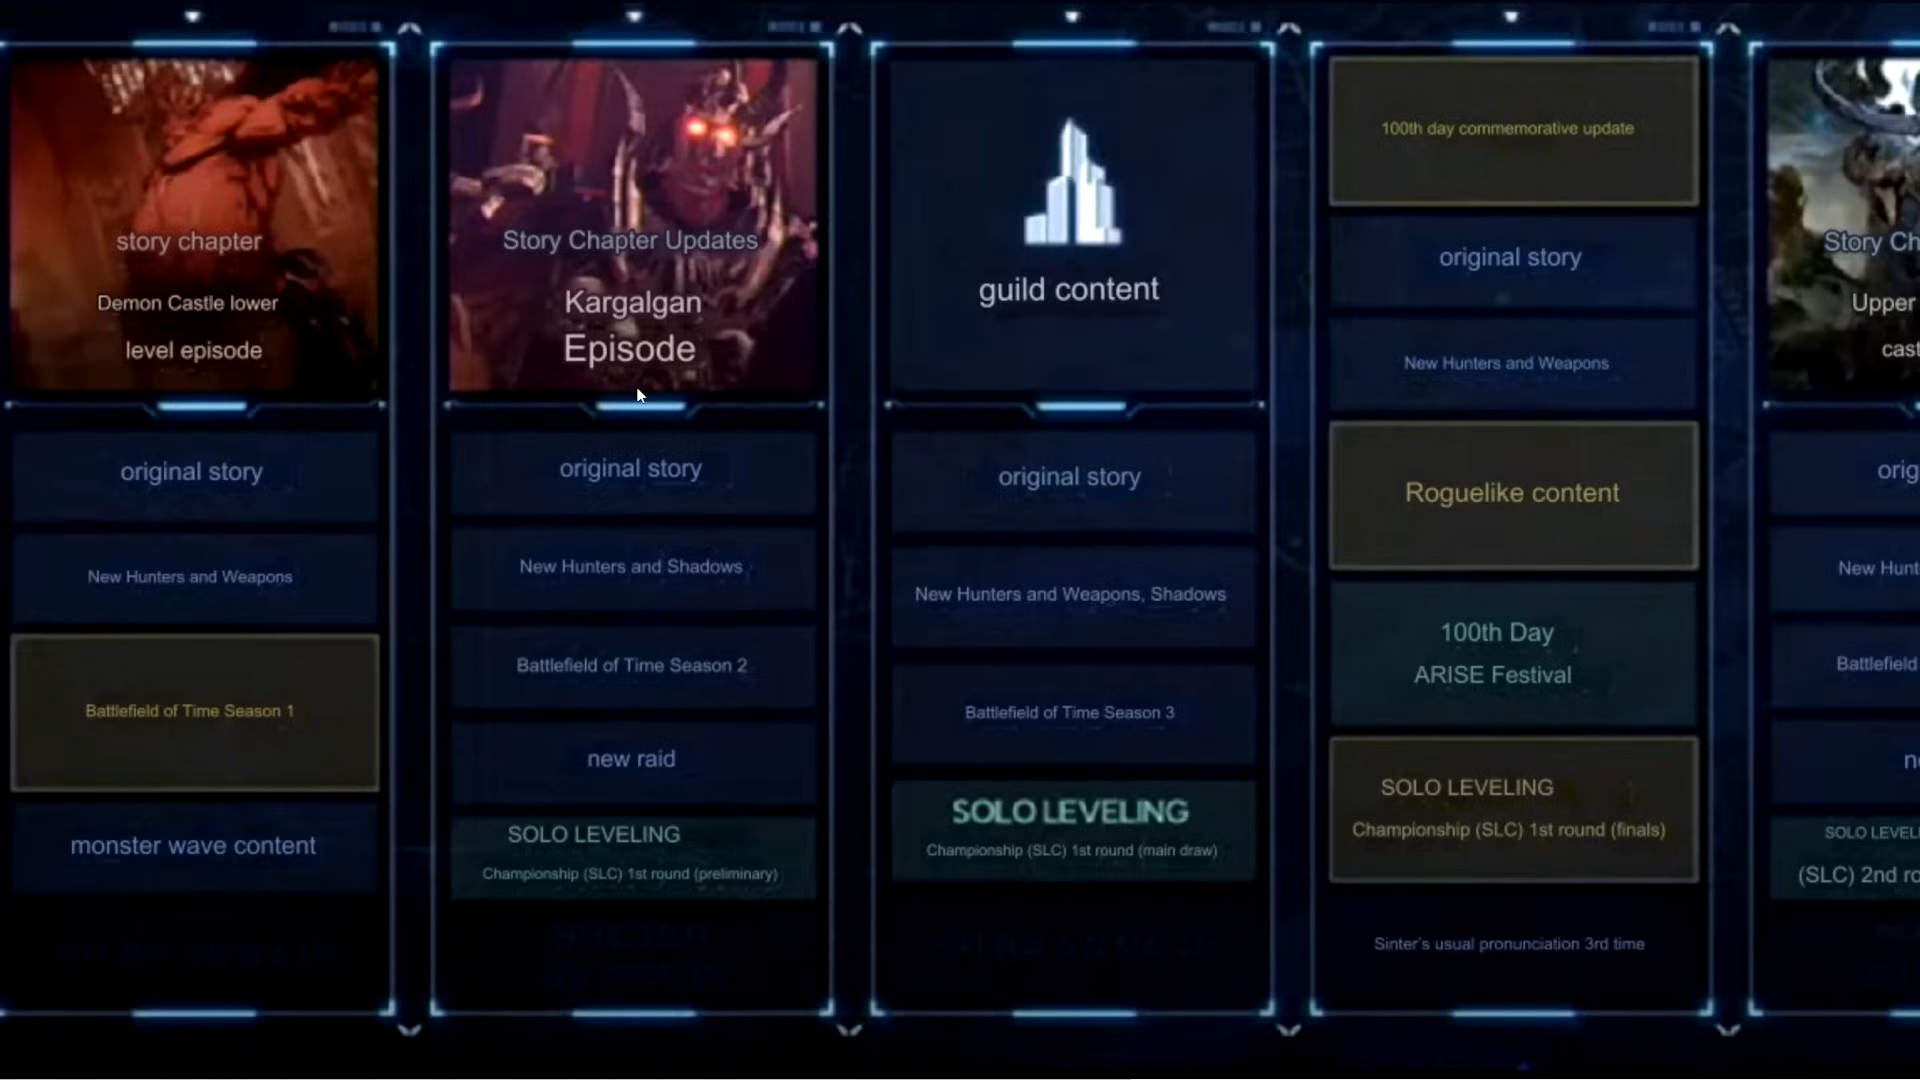 story chapter
Demon Castle lower
level episode
original story
New Hunters and Weapons
Battlefield of Time Season 1
monster wave content
Story Chapter Updates
Kargalgan
Episode
original story
New Hunters and Shadows
Battlefield of Time Season 2
new raid
SOLO LEVELING
Championship (SLC) 1st round (preliminary)
guild content
original story
New Hunters and Weapons, Shadows
Battlefield of Time Season 3
SOLO LEVELING
Championship (SLC) 1st round (main draw)
100th day commemorative update
original story
New Hunters and Weapons
Roguelike content
100th Day
ARISE Festival
SOLO LEVELING
Championship (SLC) 1st round (finals)
Sinter's usual pronunciation 3rd time
Story Ch
Upper
cast
orig
New Hunt
Battlefield
n
SOLO LEVEL
(SLC) 2nd ro